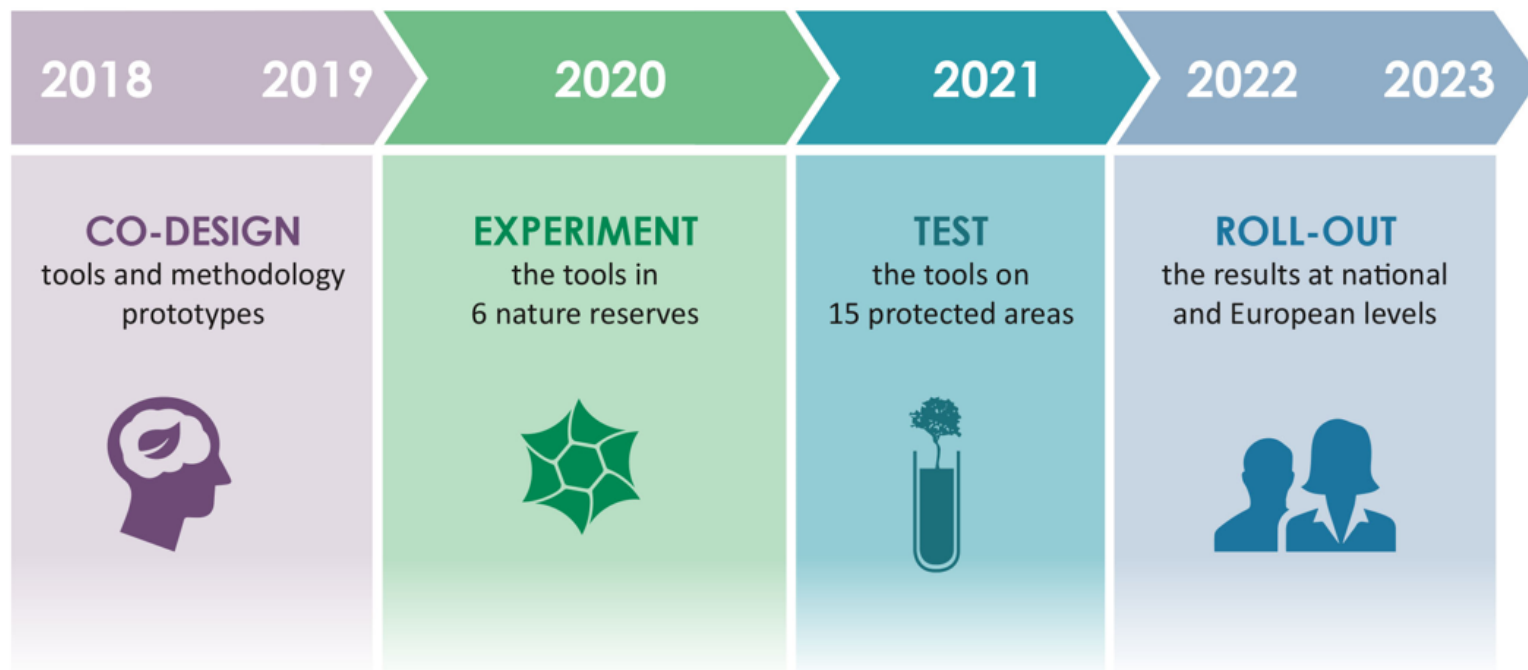 2018 2019 2020 2021 2022 2023
CO-DESIGN
tools and methodology
prototypes
EXPERIMENT
the tools in
6 nature reserves
TEST
the tools on
15 protected areas
ROLL-OUT
the results at national
and European levels